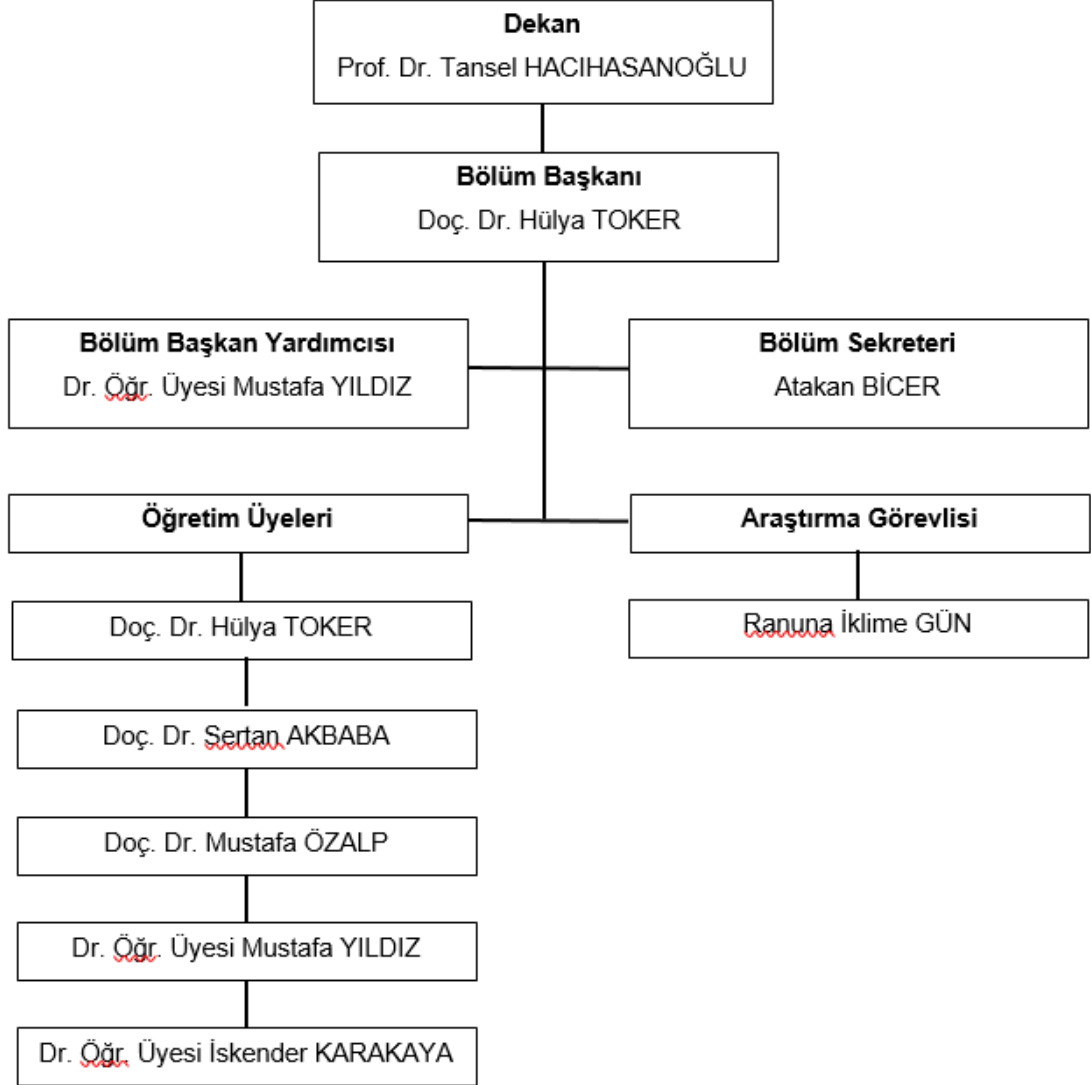 Dekan
Prof. Dr. Tansel HACIHASANOĞLU
Bölüm Başkanı
Doç. Dr. Hülya TOKER
Bölüm Başkan Yardımcısı
Dr. Öğr. Üyesi Mustafa YILDIZ
Bölüm Sekreteri
Atakan BİCER
Öğretim Üyeleri
Araştırma Görevlisi
Doç. Dr. Hülya TOKER
Ranuna İklime GÜN
Doç. Dr. Sertan AKBABA
Doç. Dr. Mustafa ÖZALP
Dr. Öğr. Üyesi Mustafa YILDIZ
Dr. Öğr. Üyesi İskender KARAKAYA